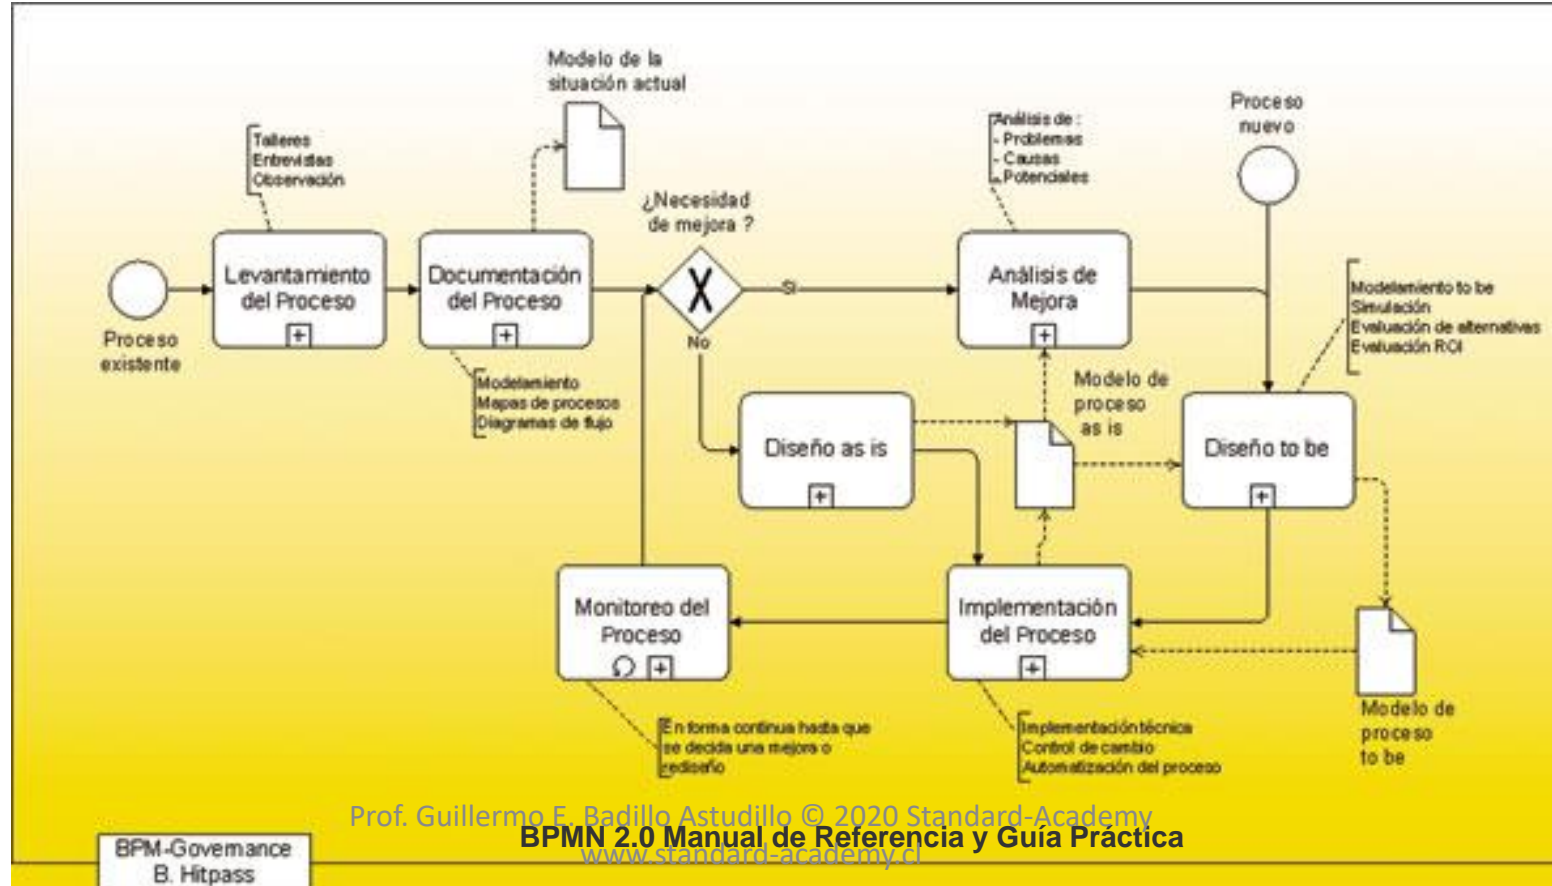 Modelo de la
situación actual
Proceso
nuevo
Talleres
Entrevistas
Observación
Análisis de :
- Problemas
- Causas
- Potenciales
¿Necesidad
de mejora ?
Levantamiento
del Proceso
Documentación
del Proceso
Si
Análisis de
Mejora
Modelamiento to be
Simulación
Evaluación de alternativas
Evaluación ROI
Proceso
existente
No
Modelamiento
Mapas de procesos
Diagramas de flujo
Modelo de
proceso
as is
Diseño as is
Diseño to be
Monitoreo del
Proceso
Implementación
del Proceso
En forma continua hasta que
se decida una mejora o
rediseño
Implementación técnica
Control de cambio
Automatización del proceso
Modelo de
proceso
to be
Prof. Guillermo E. Badillo Astudillo © 2020 Standard-Academy
BPMN 2.0 Manual de Referencia y Guía Práctica
www.standard-academy.cl
BPM-Governance
B. Hitpass